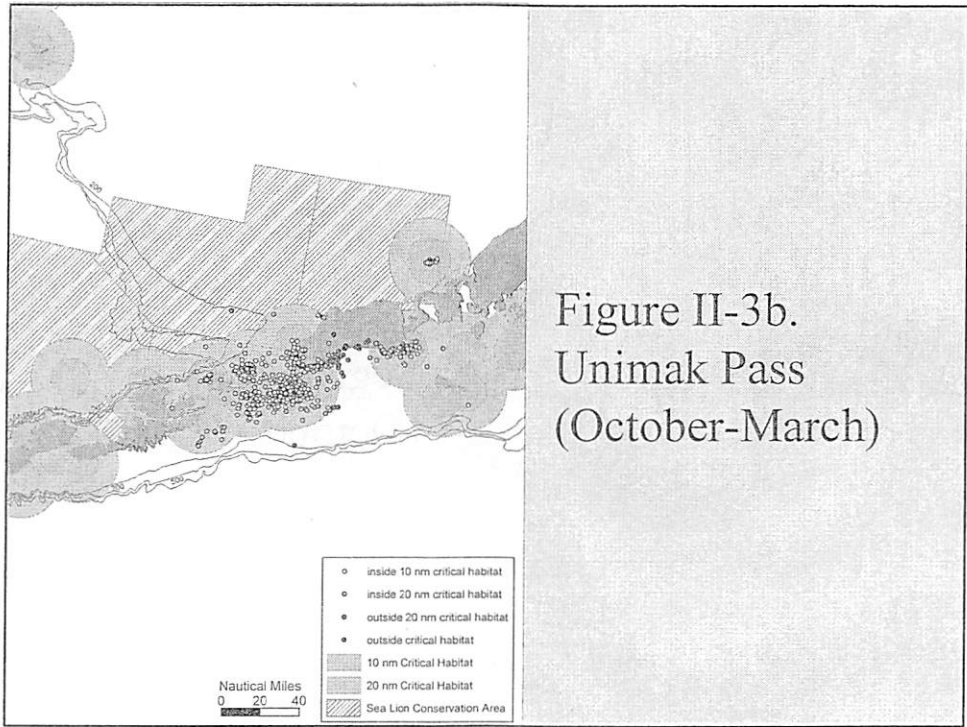 200
500
Figure II-3b.
Unimak Pass
(October-March)
inside 10 nm critical habitat
inside 20 nm critical habitat
outside 20 nm critical habitat
outside critical habitat
10 nm Critical Habitat
20 nm Critical Habitat
Sea Lion Conservation Area
Nautical Miles
0 20 40